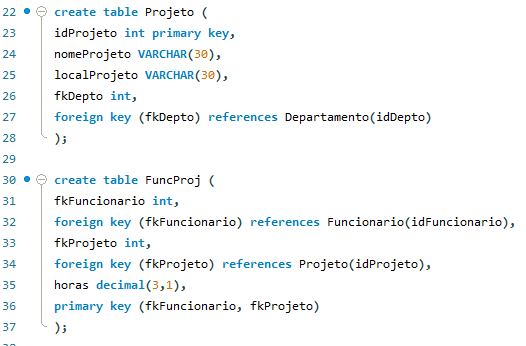 22 create table Projeto (
23 idProjeto int primary key,
24 nomeProjeto VARCHAR(30),
25 localProjeto VARCHAR(30),
26 fkDepto int,
27 foreign key (fkDepto) references Departamento(idDepto)
28 );
29
30 create table FuncProj (
31 fkFuncionario int,
32 foreign key (fkFuncionario) references Funcionario(idFuncionario),
33 fkProjeto int,
34 foreign key (fkProjeto) references Projeto(idProjeto),
35 horas decimal(3,1),
36 primary key (fkFuncionario, fkProjeto)
37 );